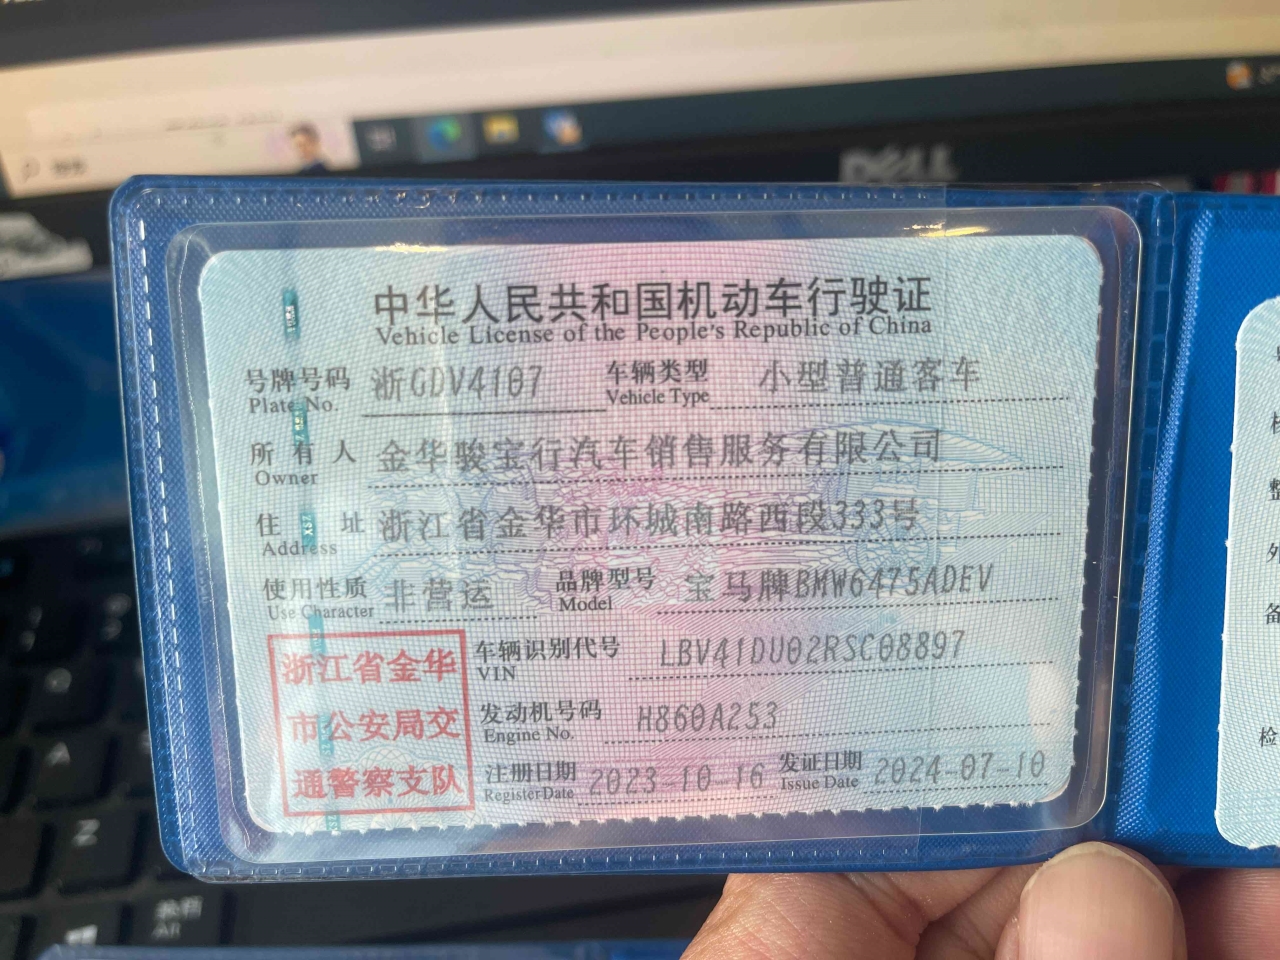 DELL
中华人民共和国机动车行驶证
Vehicle License of the People's Republic of China
号牌号码 浙GDV4107 车辆类型 小型普通客车
Plate No. Vehicle Type
所有人 金华骏宝行汽车销售服务有限公司
Owner
住址 浙江省金华市环城南路西段333号
Address
使用性质 非营运 品牌型号 宝马牌BMW6475ADEV
Use Character Model
车辆识别代号 LBV41DU02RSC08897
VIN
发动机号码 H860A253
Engine No.
注册日期 2023-10-16 发证日期 2024-07-10
Register Date Issue Date
浙江省金华
市公安局交
通警察支队
检
A
Z
Alt